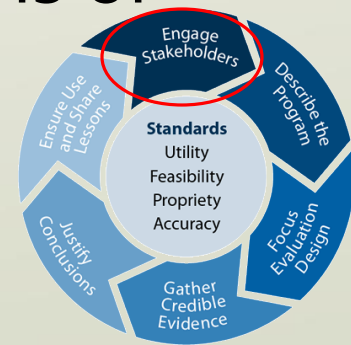 Engage
Stakeholders
Describe the
Program
Focus
Evaluation
Design
Gather
Credible
Evidence
Justify
Conclusions
Ensure Use
and Share
Lessons
Standards
Utility
Feasibility
Propriety
Accuracy